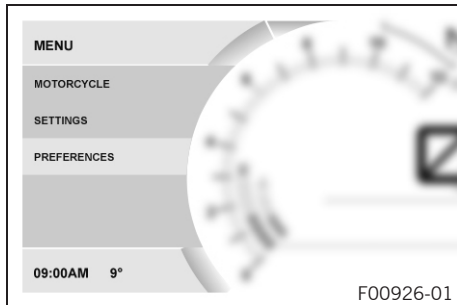 MENU
MOTORCYCLE
SETTINGS
PREFERENCES
09:00AM 9°
F00926-01